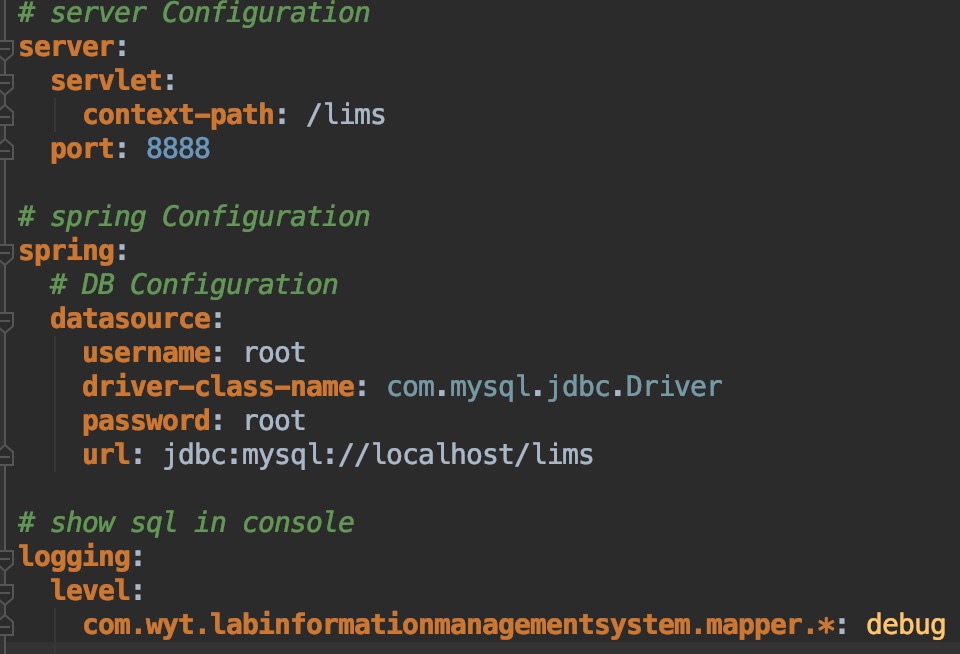 # server Configuration
server:
  servlet:
    context-path: /lims
  port: 8888

# spring Configuration
spring:
  # DB Configuration
  datasource:
    username: root
    driver-class-name: com.mysql.jdbc.Driver
    password: root
    url: jdbc:mysql://localhost/lims

# show sql in console
logging:
  level:
    com.wyt.labinformationmanagementsystem.mapper.*: debug